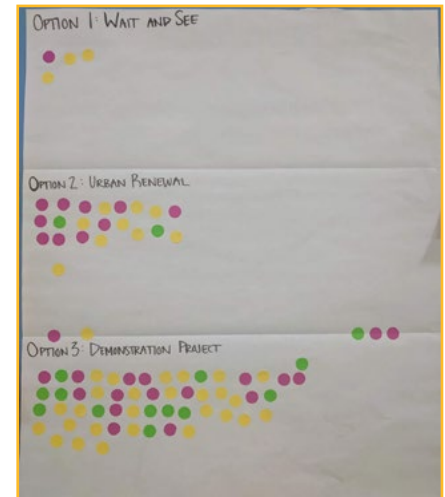 OPTION 1: WAIT AND SEE
OPTION 2: URBAN RENEWAL
OPTION 3: DEMONSTRATION PROJECT